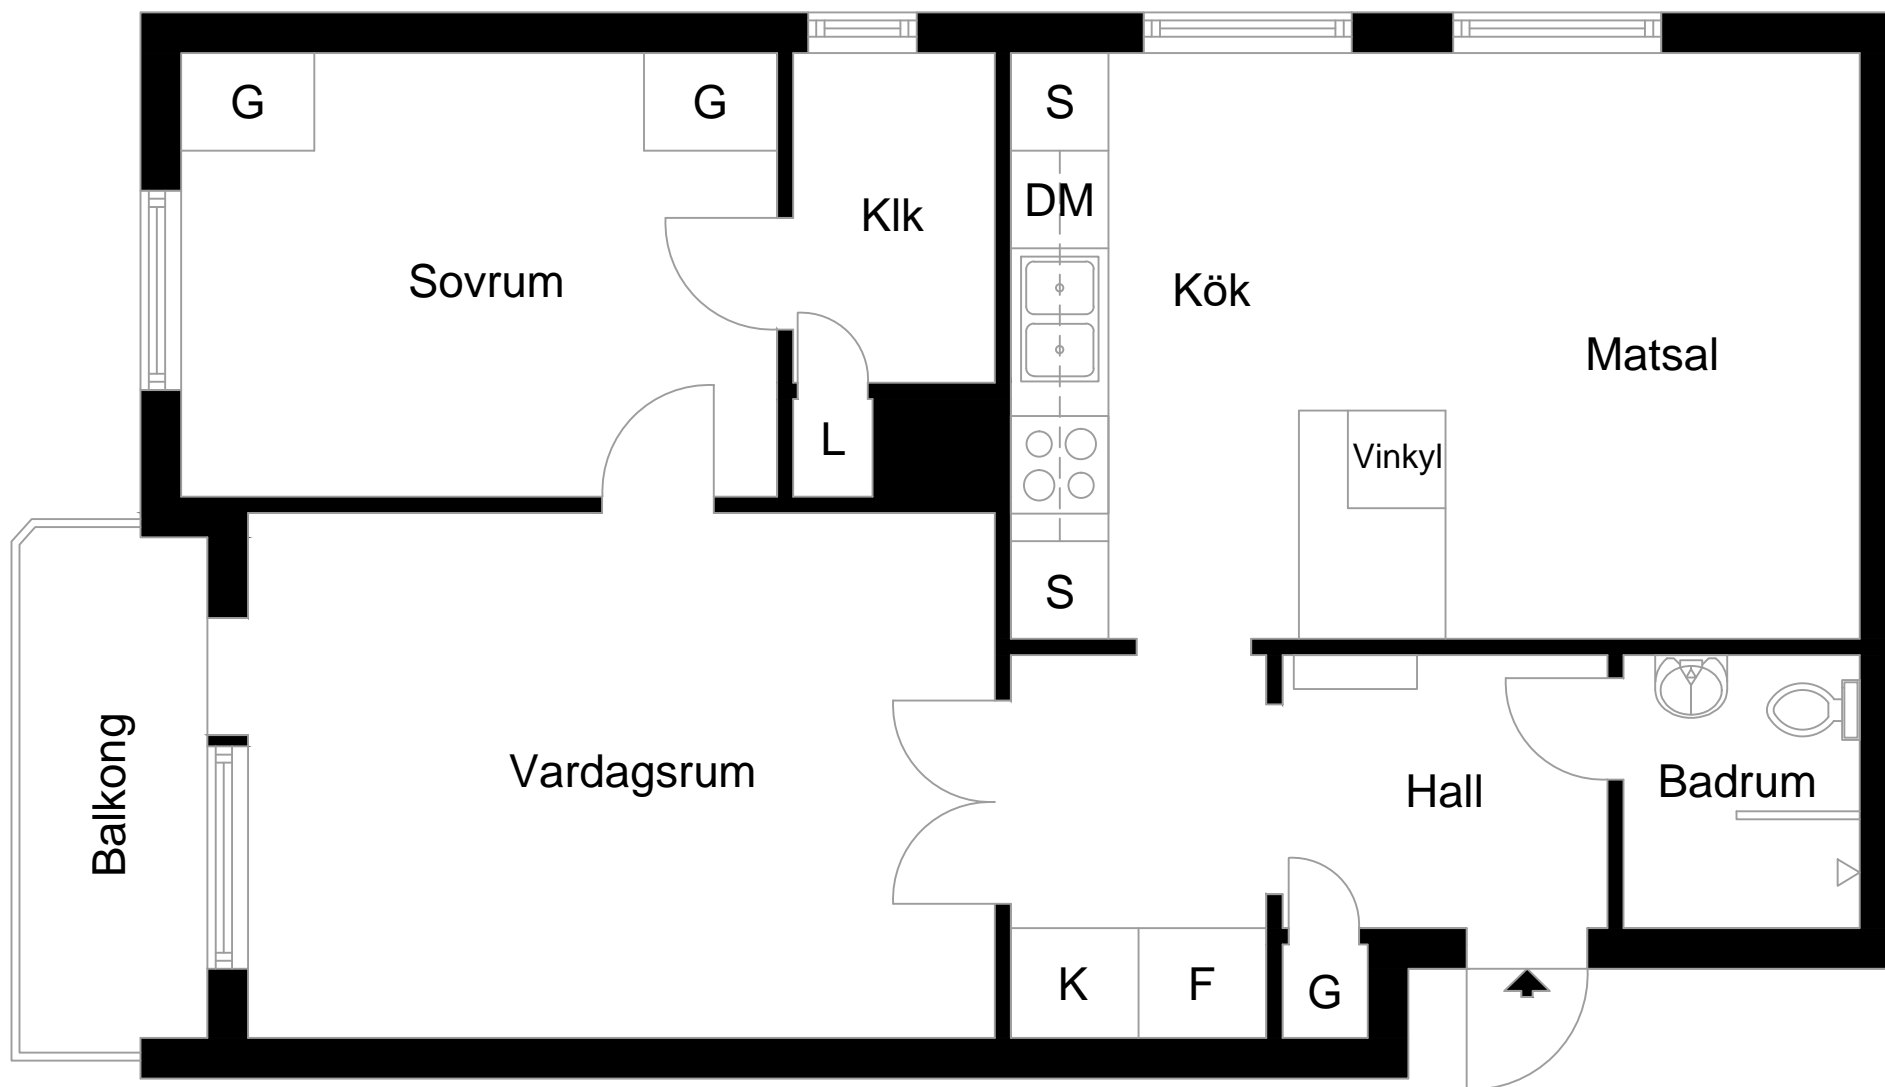 G
G
S
DM
Klk
Sovrum
Kök
Matsal
L
Vinkyl
S
Balkong
Vardagsrum
Hall
Badrum
K
F
G